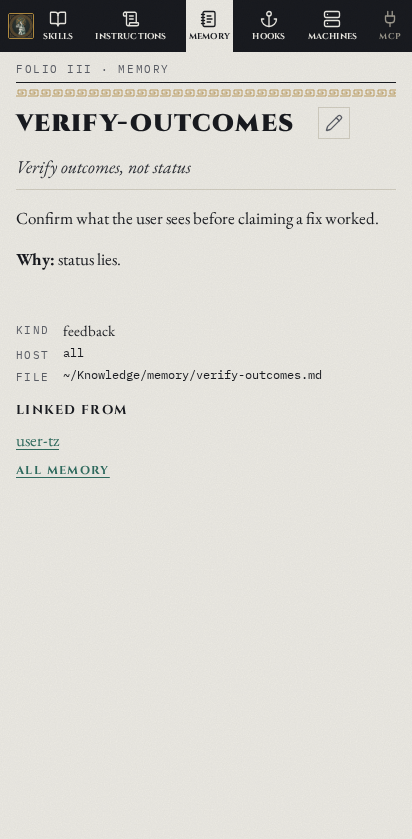 SKILLS
INSTRUCTIONS
MEMORY
HOOKS
MACHINES
MCP
FOLIO III · MEMORY
VERIFY-OUTCOMES
Verify outcomes, not status
Confirm what the user sees before claiming a fix worked.
Why: status lies.
KIND feedback
HOST all
FILE ~/Knowledge/memory/verify-outcomes.md
LINKED FROM
user-tz
ALL MEMORY